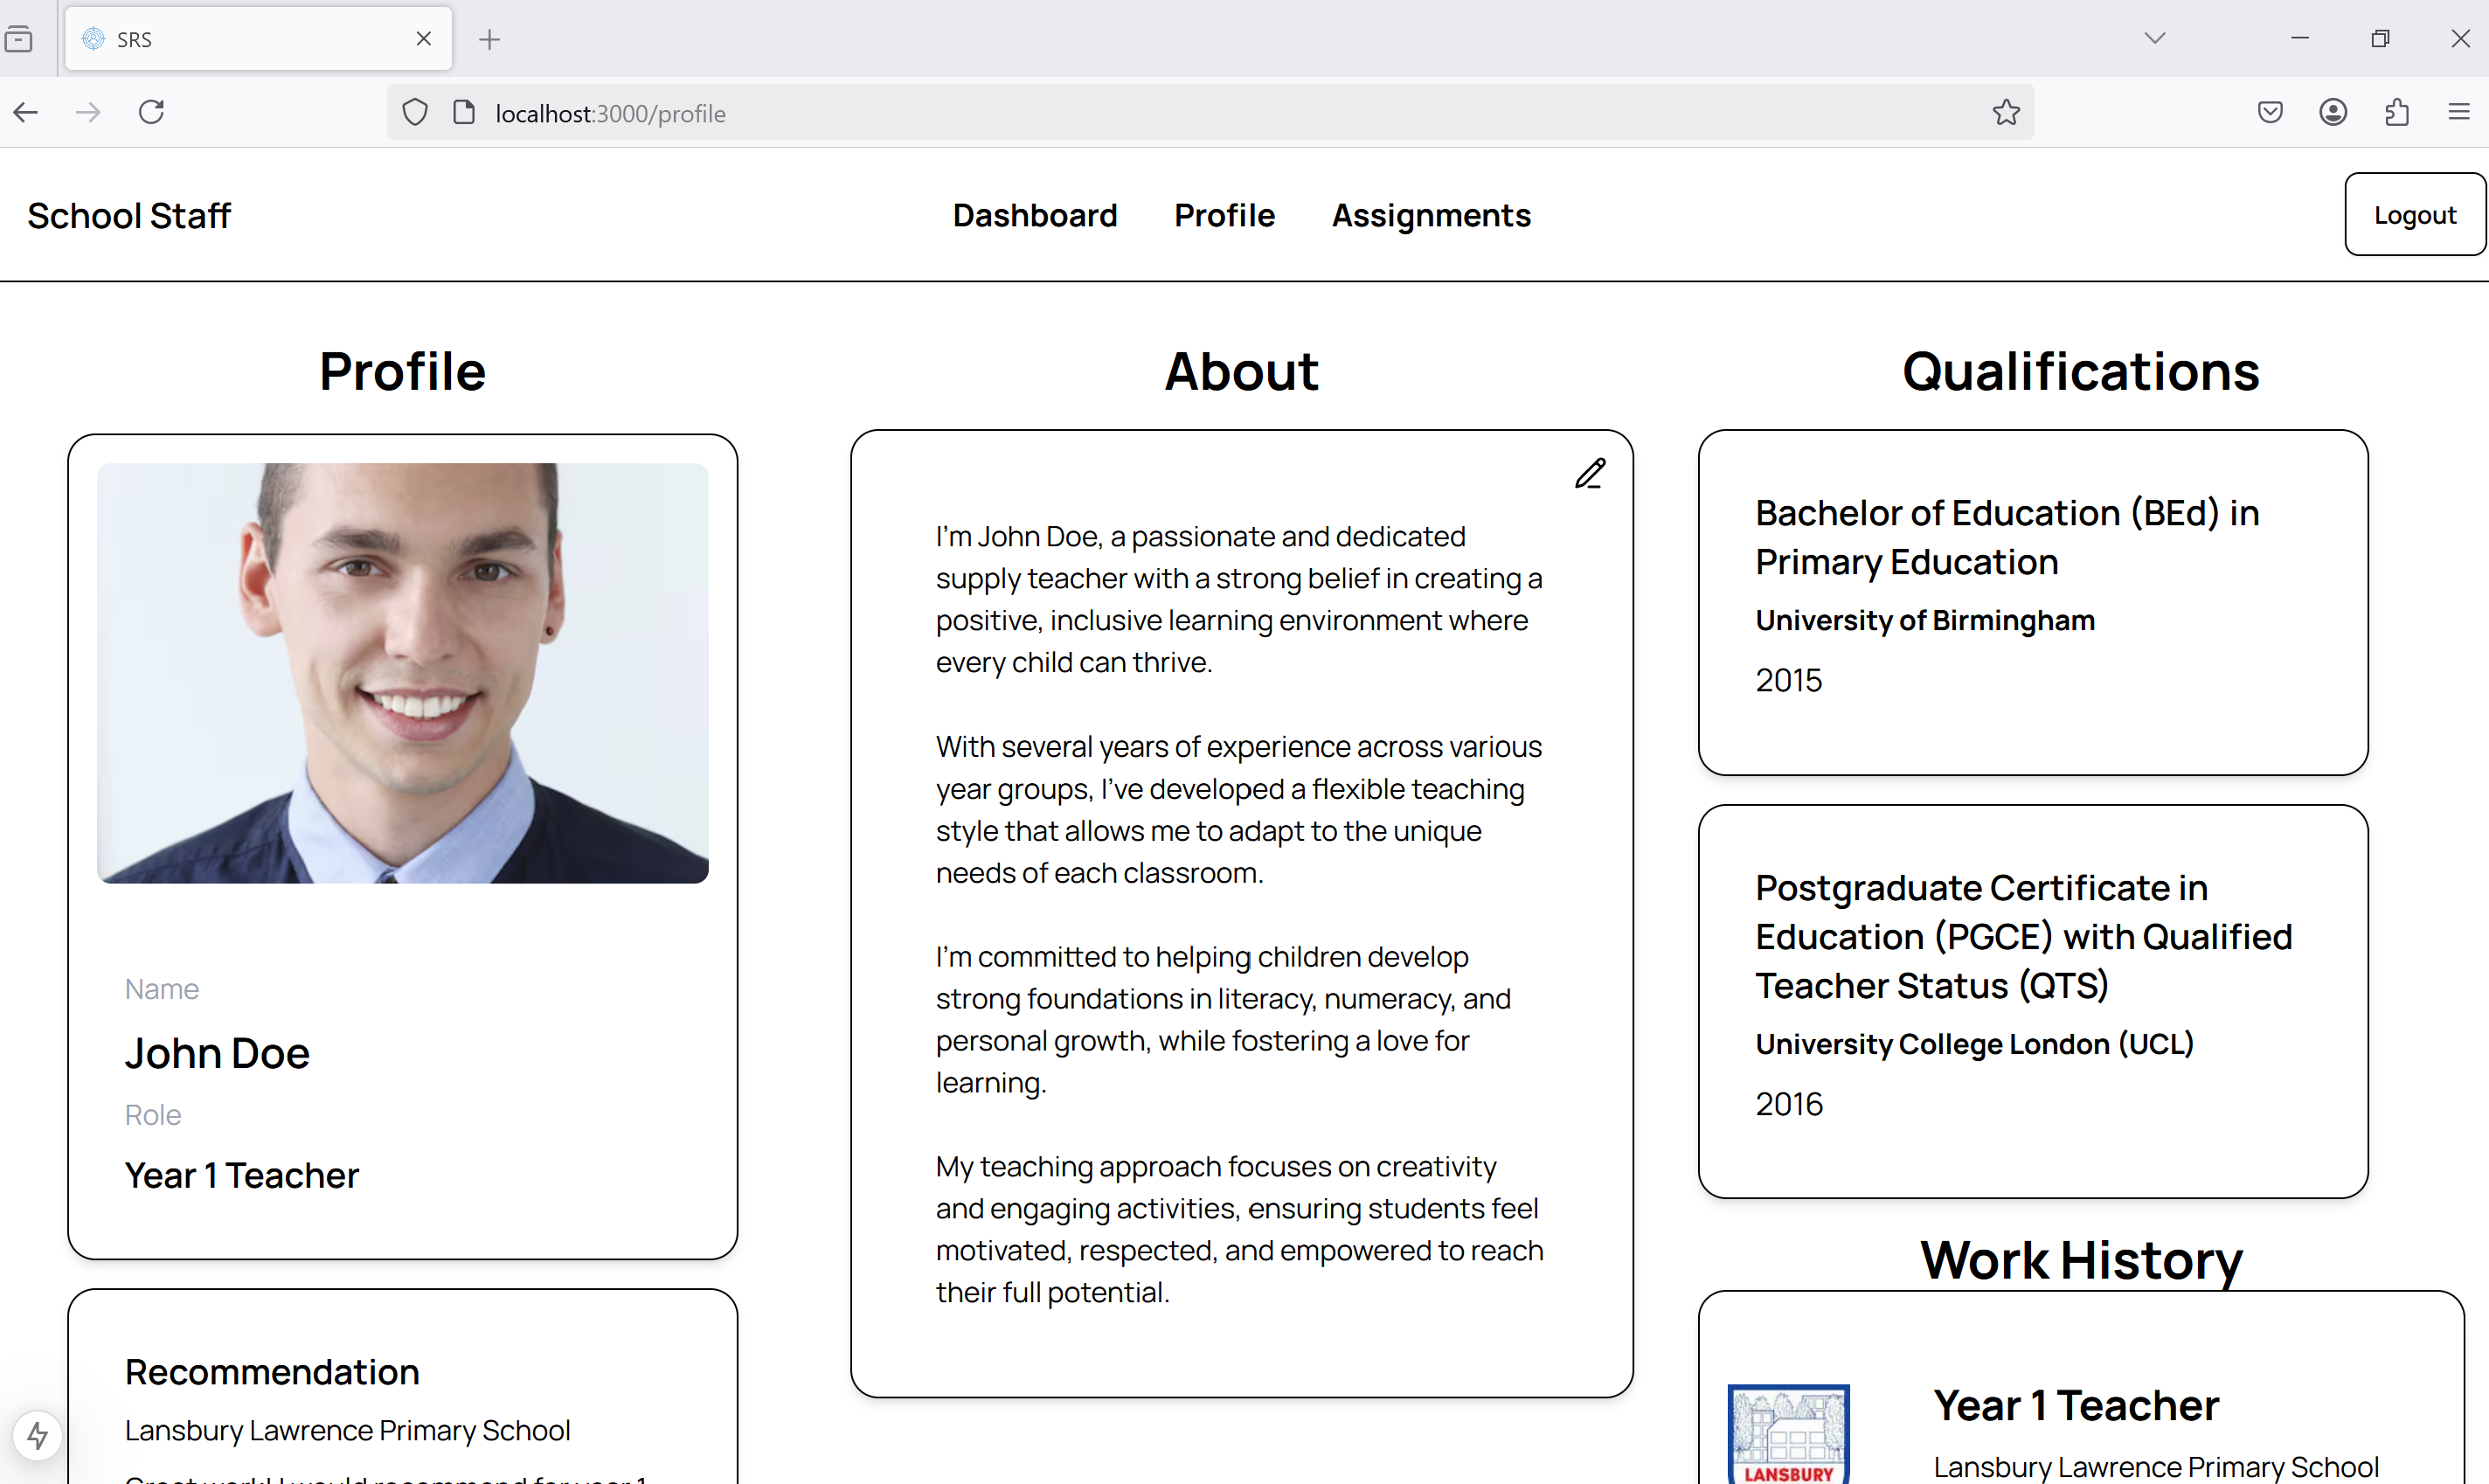 SRS
localhost:3000/profile
School Staff
Dashboard
Profile
Assignments
Logout
Profile
Name
John Doe
Role
Year 1 Teacher
Recommendation
Lansbury Lawrence Primary School
Great work! I would recommend for year 1
About
I'm John Doe, a passionate and dedicated
supply teacher with a strong belief in creating a
positive, inclusive learning environment where
every child can thrive.
With several years of experience across various
year groups, I've developed a flexible teaching
style that allows me to adapt to the unique
needs of each classroom.
I'm committed to helping children develop
strong foundations in literacy, numeracy, and
personal growth, while fostering a love for
learning.
My teaching approach focuses on creativity
and engaging activities, ensuring students feel
motivated, respected, and empowered to reach
their full potential.
Qualifications
Bachelor of Education (BEd) in
Primary Education
University of Birmingham
2015
Postgraduate Certificate in
Education (PGCE) with Qualified
Teacher Status (QTS)
University College London (UCL)
2016
Work History
LANSBURY
Year 1 Teacher
Lansbury Lawrence Primary School